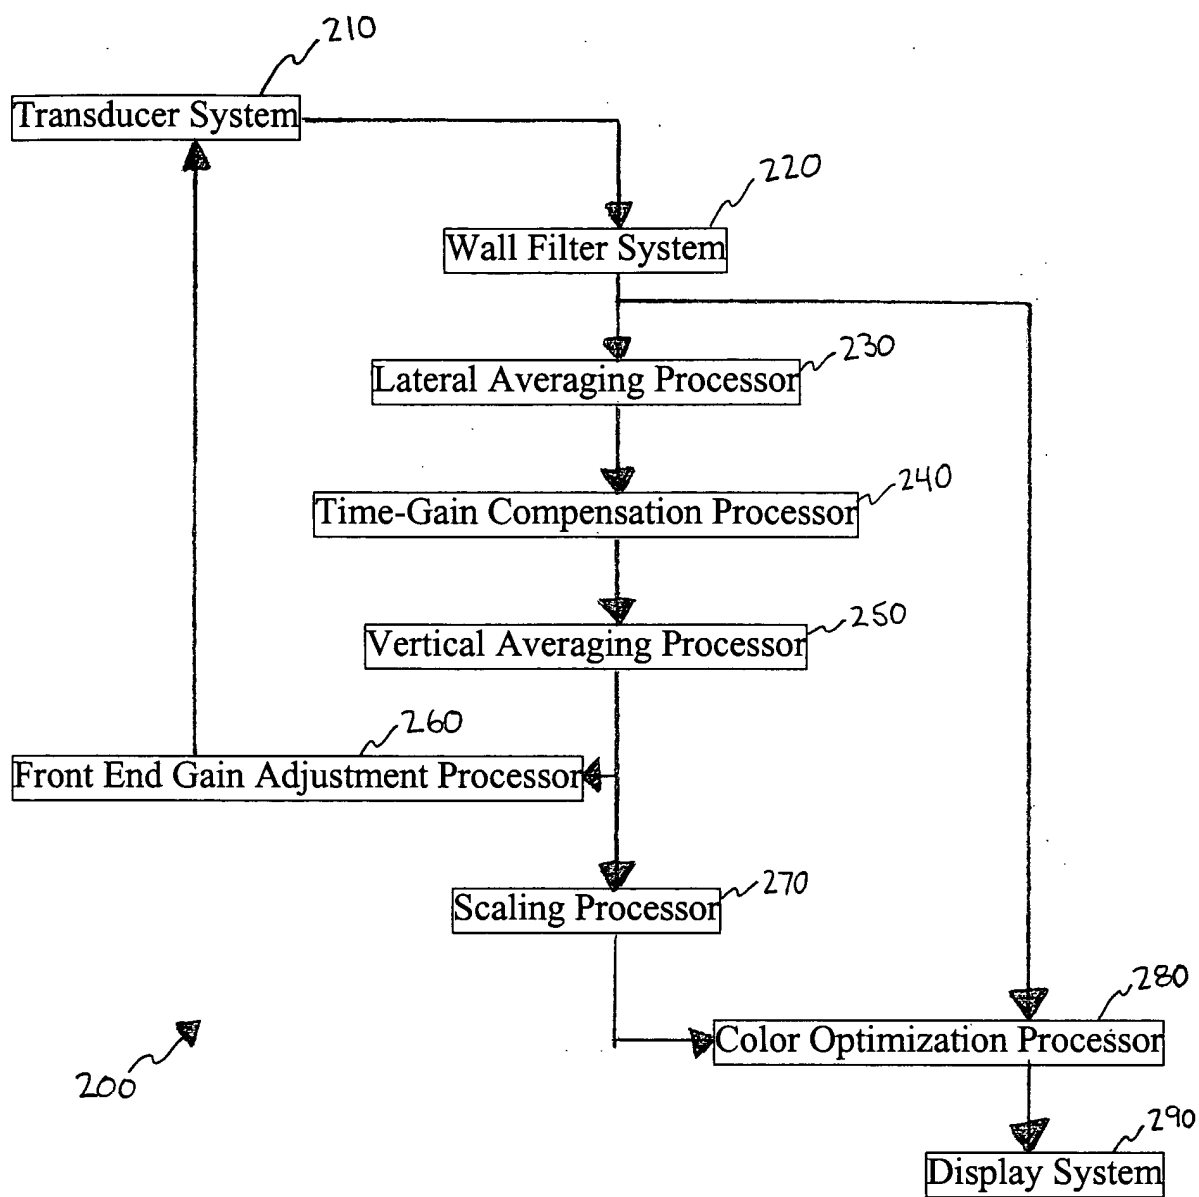 210
Transducer System
220
Wall Filter System
230
Lateral Averaging Processor
240
Time-Gain Compensation Processor
250
Vertical Averaging Processor
260
Front End Gain Adjustment Processor
270
Scaling Processor
280
Color Optimization Processor
200
290
Display System